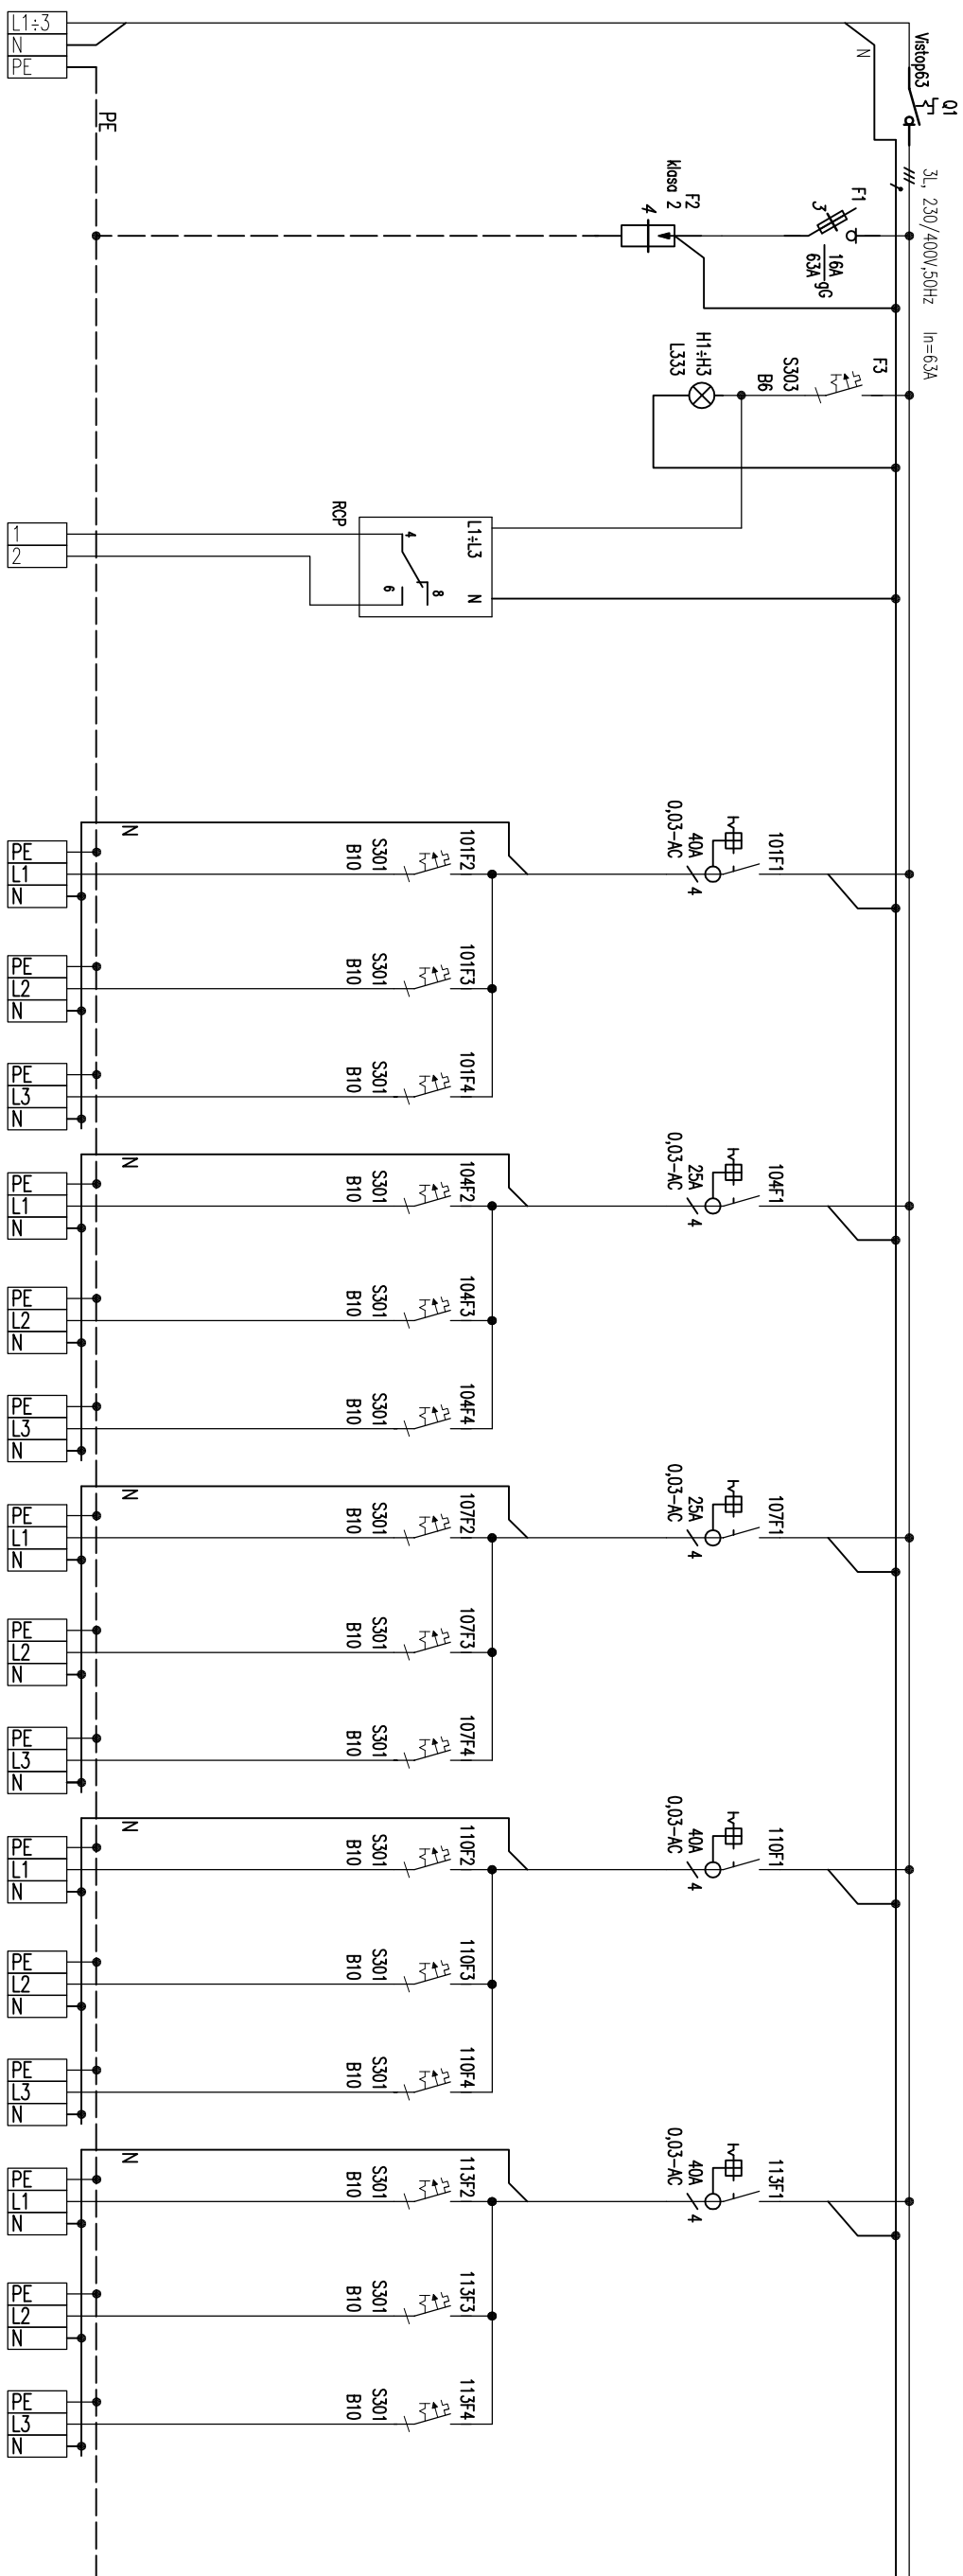 L1÷3
N
PE
PE
N
Vistop63
Q1
3L, 230/400V,50Hz In=63A
F1
3
16A
63A gG
F2
klasa 2
4
F3
S303
B6
H1÷H3
L333
RCP
L1÷L3
N
4
8
6
1
2
101F1
40A
0,03-AC
4
N
101F2
S301
B10
101F3
S301
B10
101F4
S301
B10
PE
L1
N
PE
L2
N
PE
L3
N
104F1
25A
0,03-AC
4
N
104F2
S301
B10
104F3
S301
B10
104F4
S301
B10
PE
L1
N
PE
L2
N
PE
L3
N
107F1
25A
0,03-AC
4
N
107F2
S301
B10
107F3
S301
B10
107F4
S301
B10
PE
L1
N
PE
L2
N
PE
L3
N
110F1
40A
0,03-AC
4
N
110F2
S301
B10
110F3
S301
B10
110F4
S301
B10
PE
L1
N
PE
L2
N
PE
L3
N
113F1
40A
0,03-AC
4
N
113F2
S301
B10
113F3
S301
B10
113F4
S301
B10
PE
L1
N
PE
L2
N
PE
L3
N